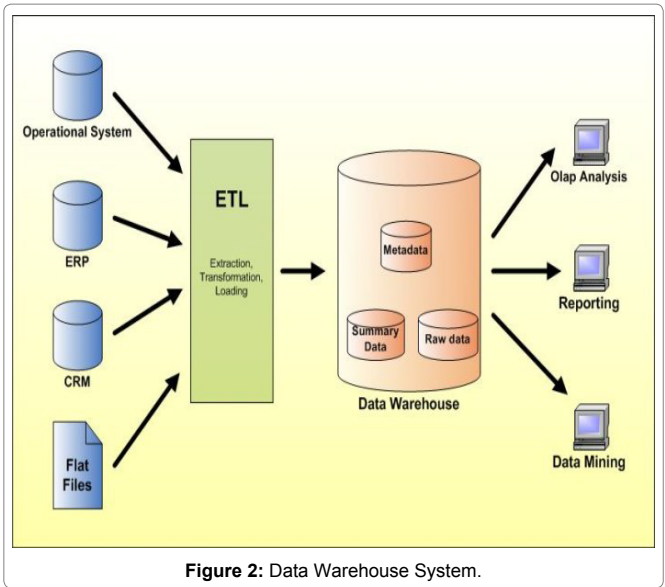 Operational System
ERP
CRM
Flat
Files
ETL
Extraction,
Transformation,
Loading
Metadata
Summary
Data
Raw data
Data Warehouse
Olap Analysis
Reporting
Data Mining
Figure 2: Data Warehouse System.